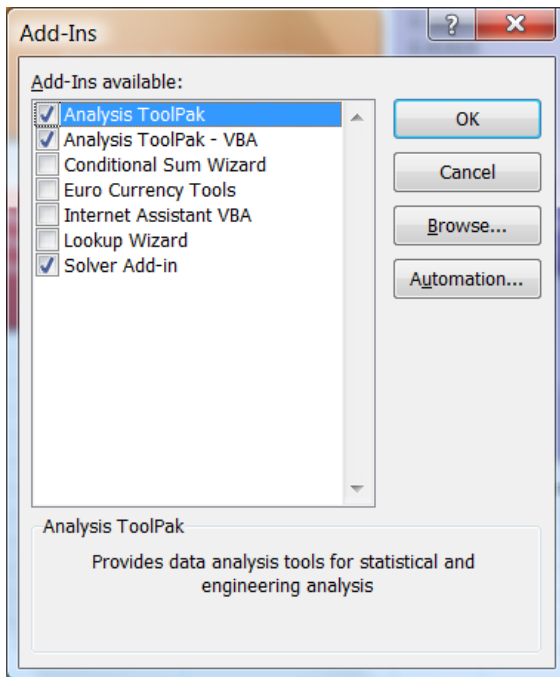 Add-Ins
?
Add-Ins available:
Analysis ToolPak
Analysis ToolPak - VBA
Conditional Sum Wizard
Euro Currency Tools
Internet Assistant VBA
Lookup Wizard
Solver Add-in
OK
Cancel
Browse...
Automation...
Analysis ToolPak
Provides data analysis tools for statistical and
engineering analysis